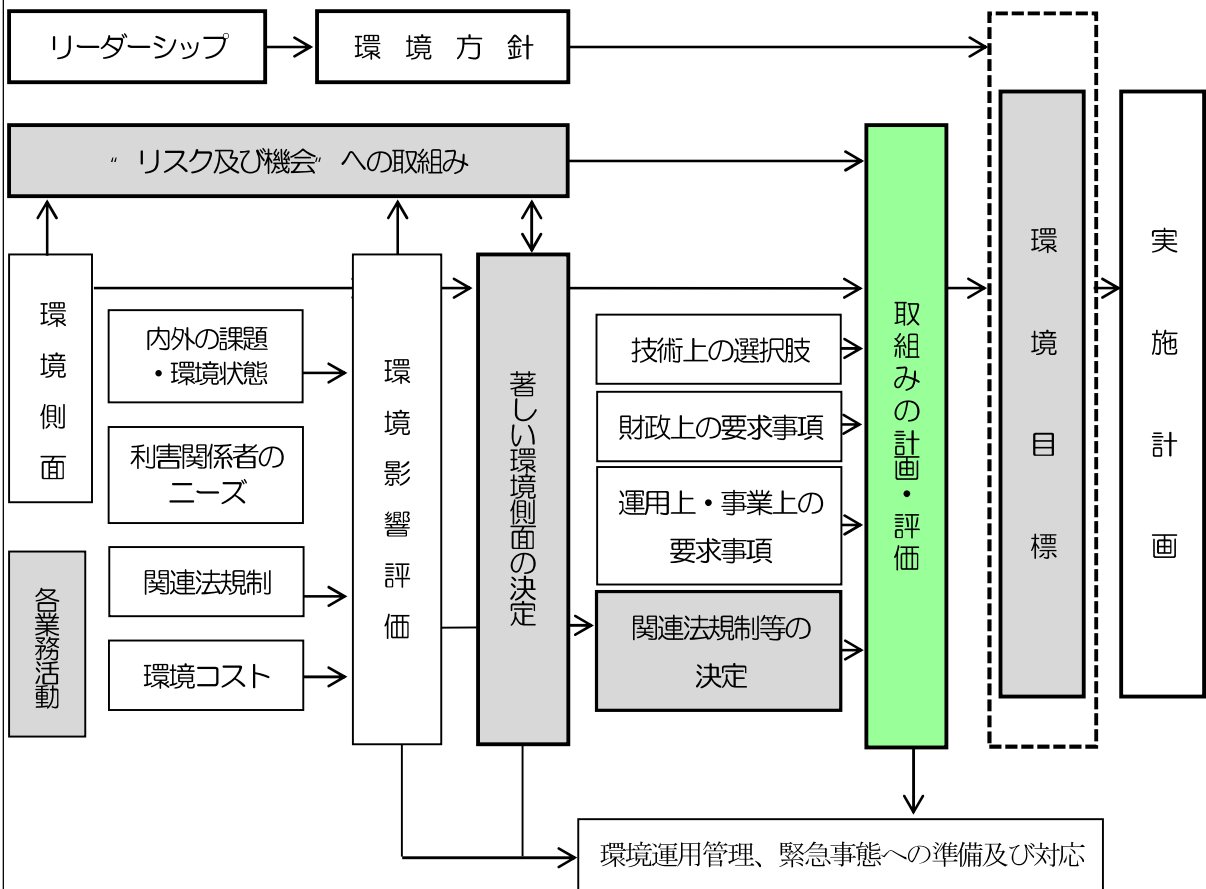 リーダーシップ
環境方針
“リスク及び機会”への取組み
環境側面
内外の課題
・環境状態
利害関係者の
ニーズ
関連法規制
環境コスト
各業務活動
環境影響評価
著しい環境側面の決定
技術上の選択肢
財政上の要求事項
運用上・事業上の
要求事項
関連法規制等の
決定
取組みの計画・評価
環境目標
実施計画
環境運用管理、緊急事態への準備及び対応